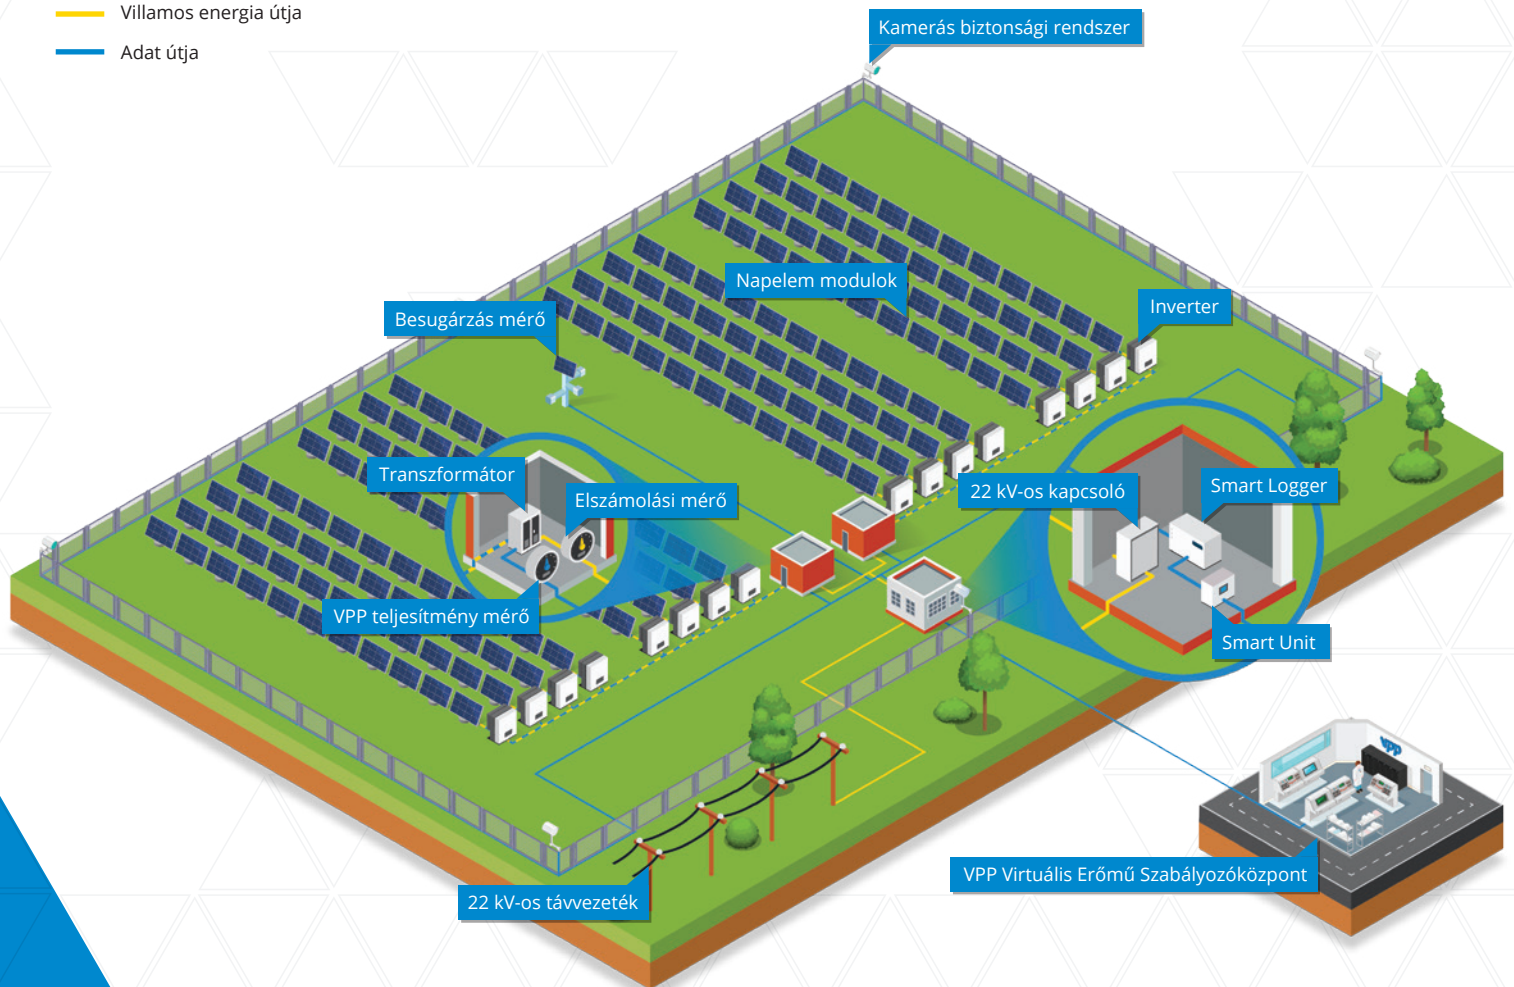 Villamos energia útja
Adat útja
Kamerás biztonsági rendszer
Napelem modulok
Inverter
Besugárzás mérő
Transzformátor
Elszámolási mérő
22 kV-os kapcsoló
Smart Logger
VPP teljesítmény mérő
Smart Unit
vpp
VPP Virtuális Erőmű Szabályozóközpont
22 kV-os távvezeték